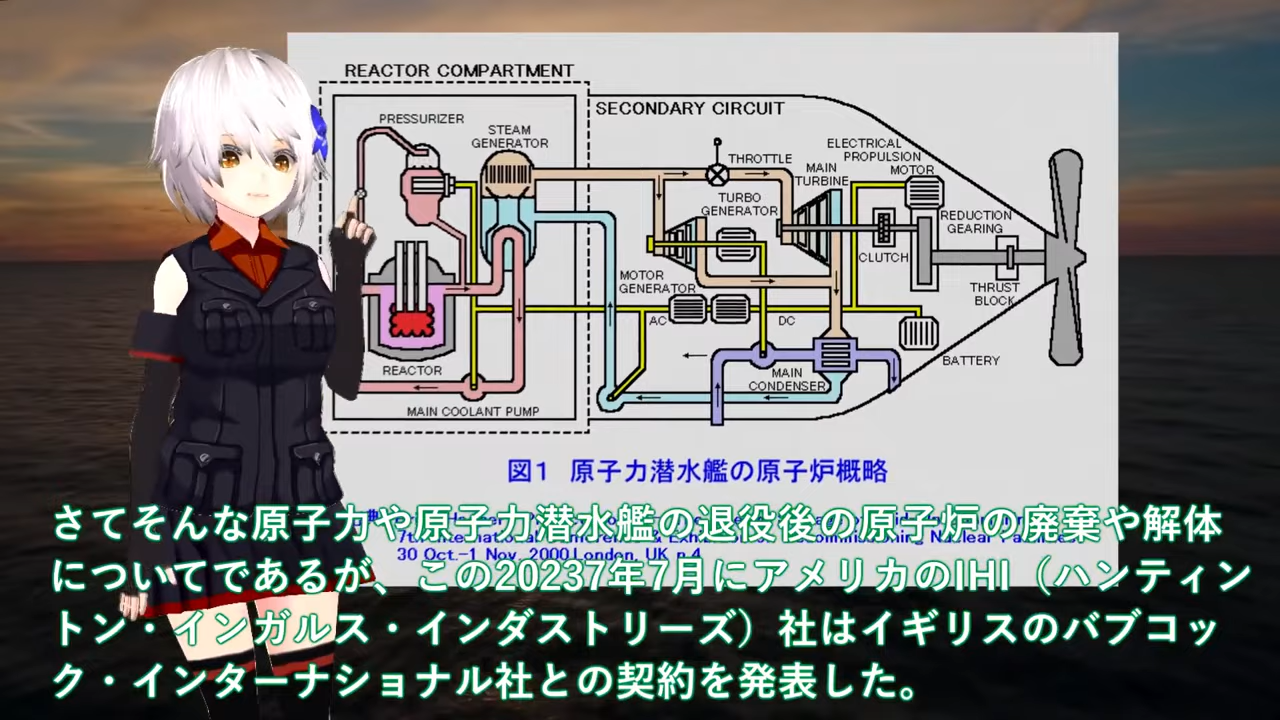 REACTOR COMPARTMENT
SECONDARY CIRCUIT
PRESSURIZER
STEAM
GENERATOR
THROTTLE
ELECTRICAL
PROPULSION
MOTOR
MAIN
TURBINE
TURBO
GENERATOR
REDUCTION
GEARING
CLUTCH
MOTOR
GENERATOR
THRUST
BLOCK
AC
DC
REACTOR
MAIN
CONDENSER
BATTERY
MAIN COOLANT PUMP
図1 原子力潜水艦の原子炉概略
30 Oct.-1 Nov. 2000 London, UK p.4
さてそんな原子力や原子力潜水艦の退役後の原子炉の廃棄や解体
についてであるが、この20237年7月にアメリカのIHI（ハンティン
トン・インガルス・インダストリーズ）社はイギリスのバブコッ
ク・インターナショナル社との契約を発表した。